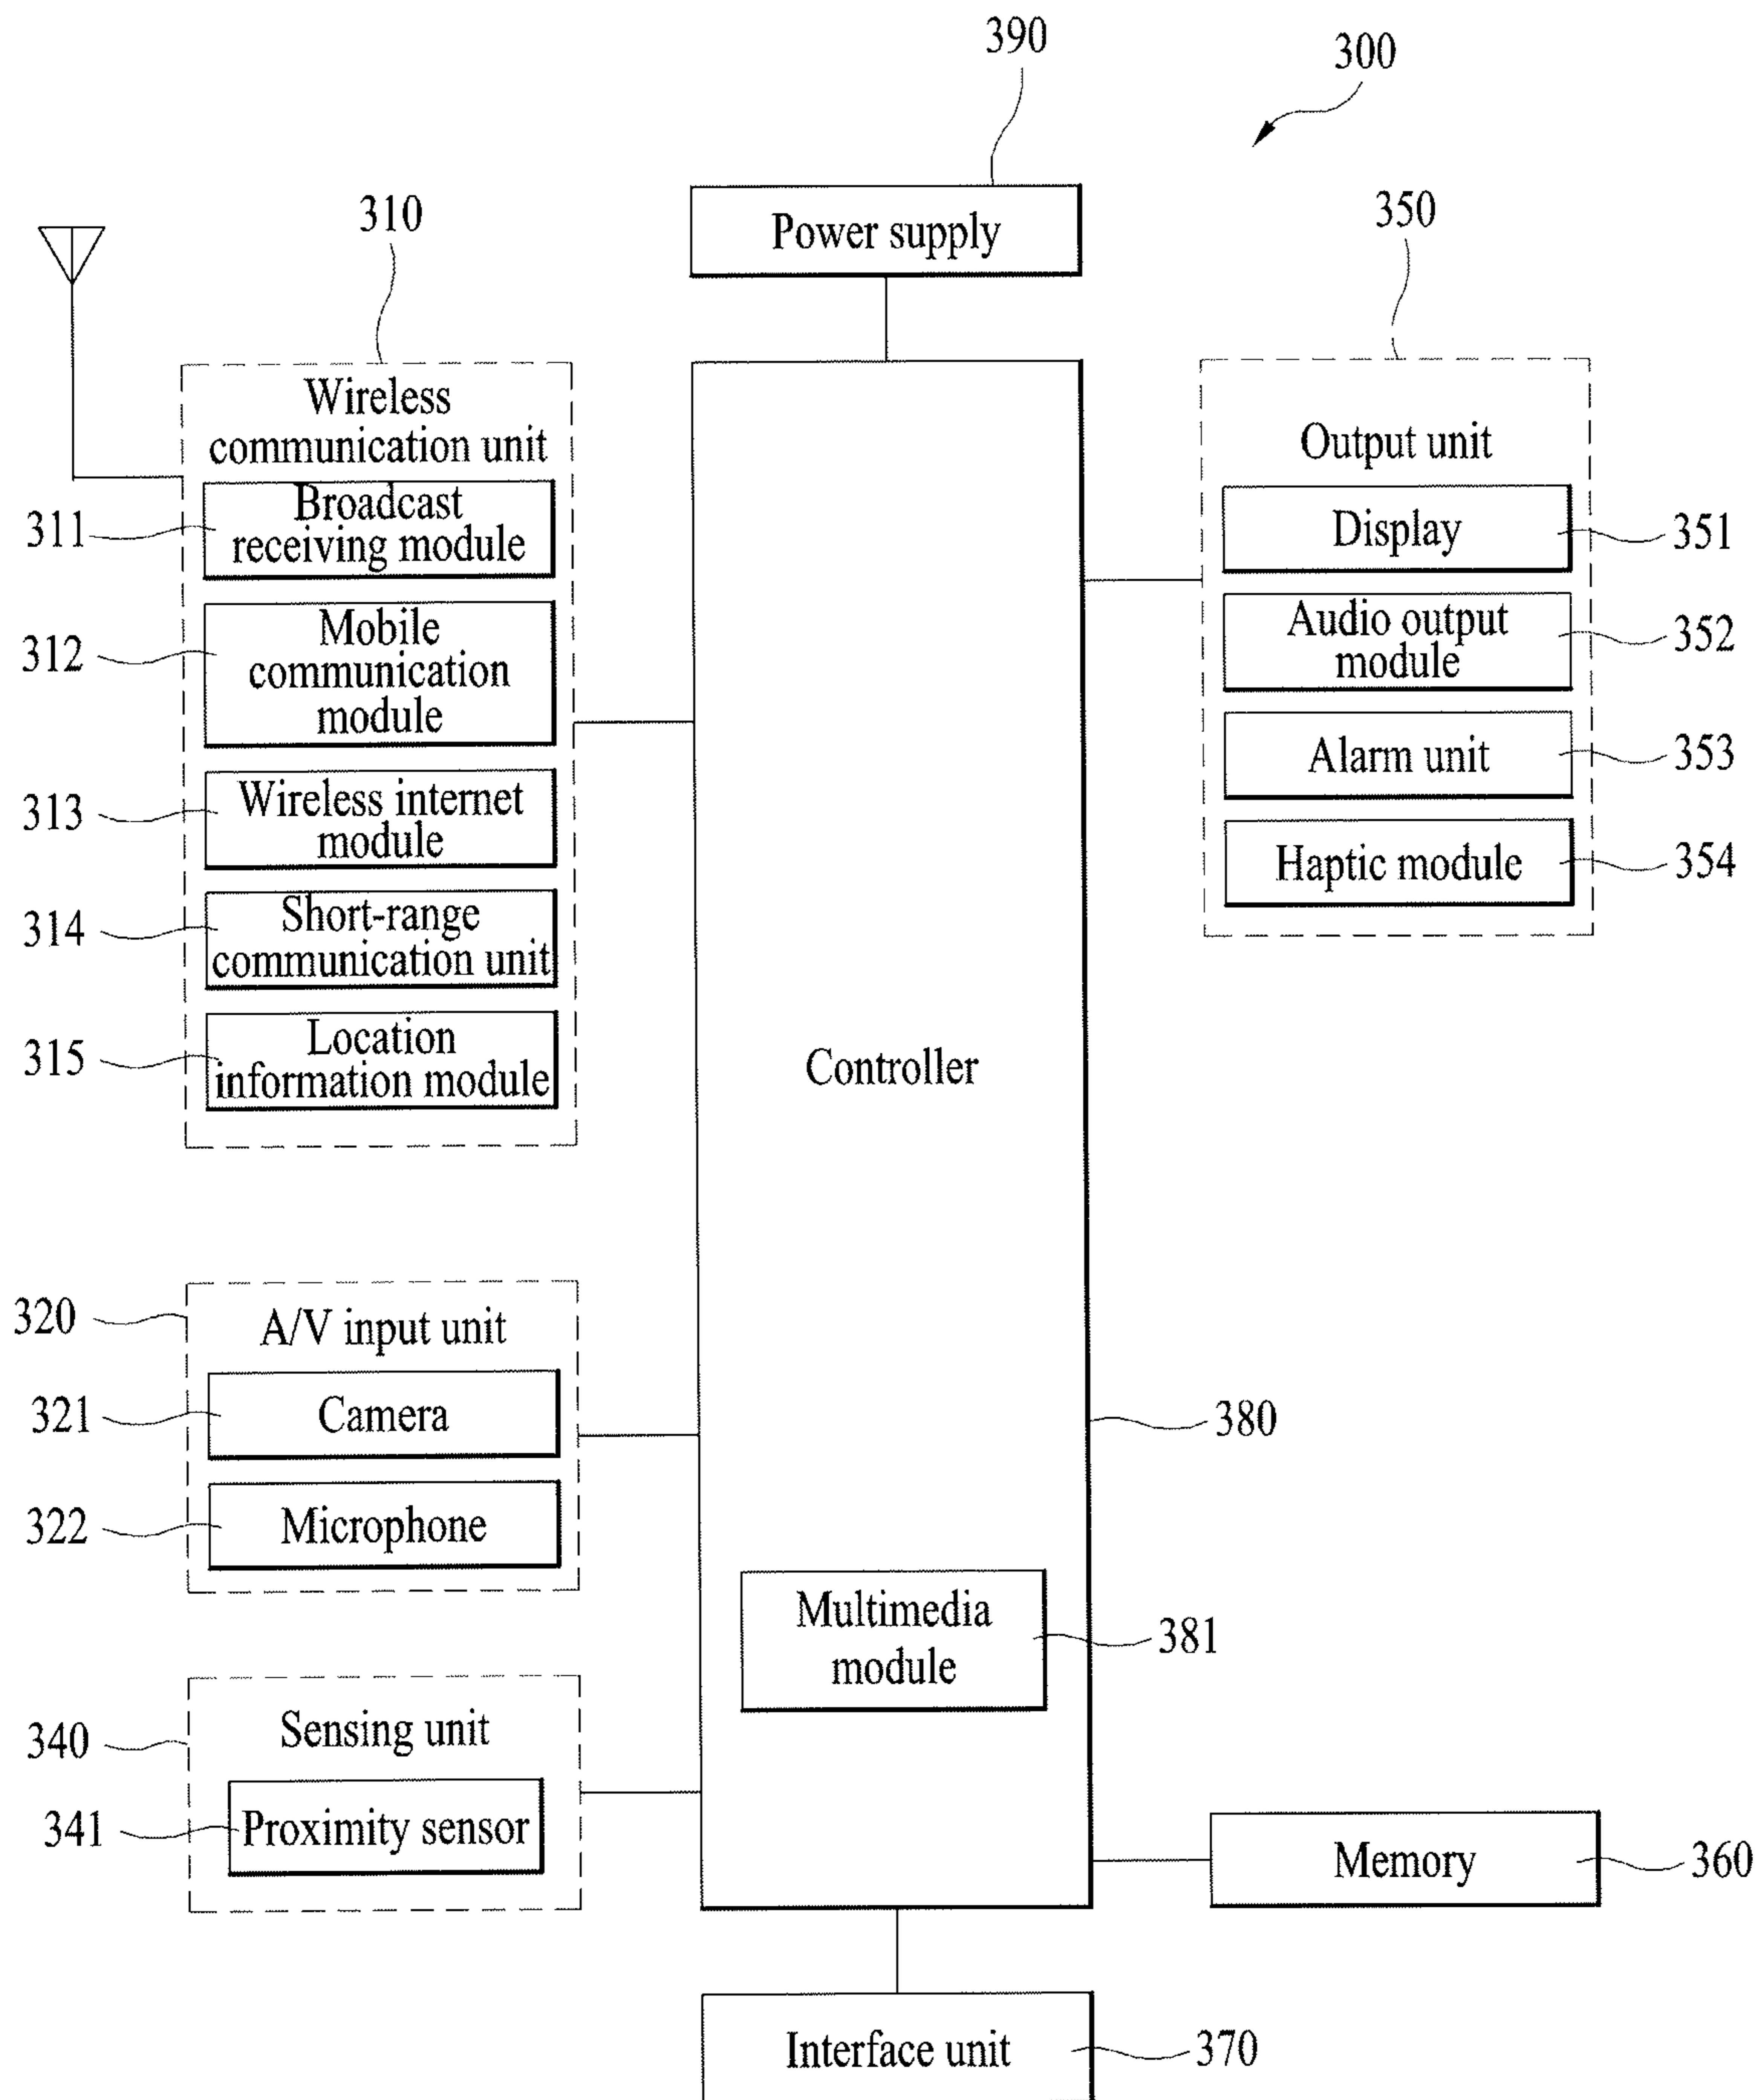 390
300
310
350
Power supply
Wireless
communication unit
Output unit
311
Broadcast
receiving module
Display
351
312
Mobile
communication
module
Audio output
module
352
Alarm unit
353
313
Wireless internet
module
Haptic module
354
314
Short-range
communication unit
315
Location
information module
Controller
320
A/V input unit
321
Camera
380
322
Microphone
Multimedia
module
381
340
Sensing unit
341
Proximity sensor
Memory
360
Interface unit
370